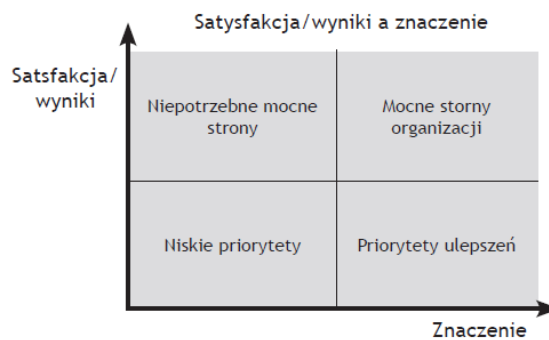 Satysfakcja/wyniki a znaczenie
Satsfakcja/
wyniki
Niepotrzebne mocne
strony
Mocne storny
organizacji
Niskie priorytety
Priorytety ulepszeń
Znaczenie